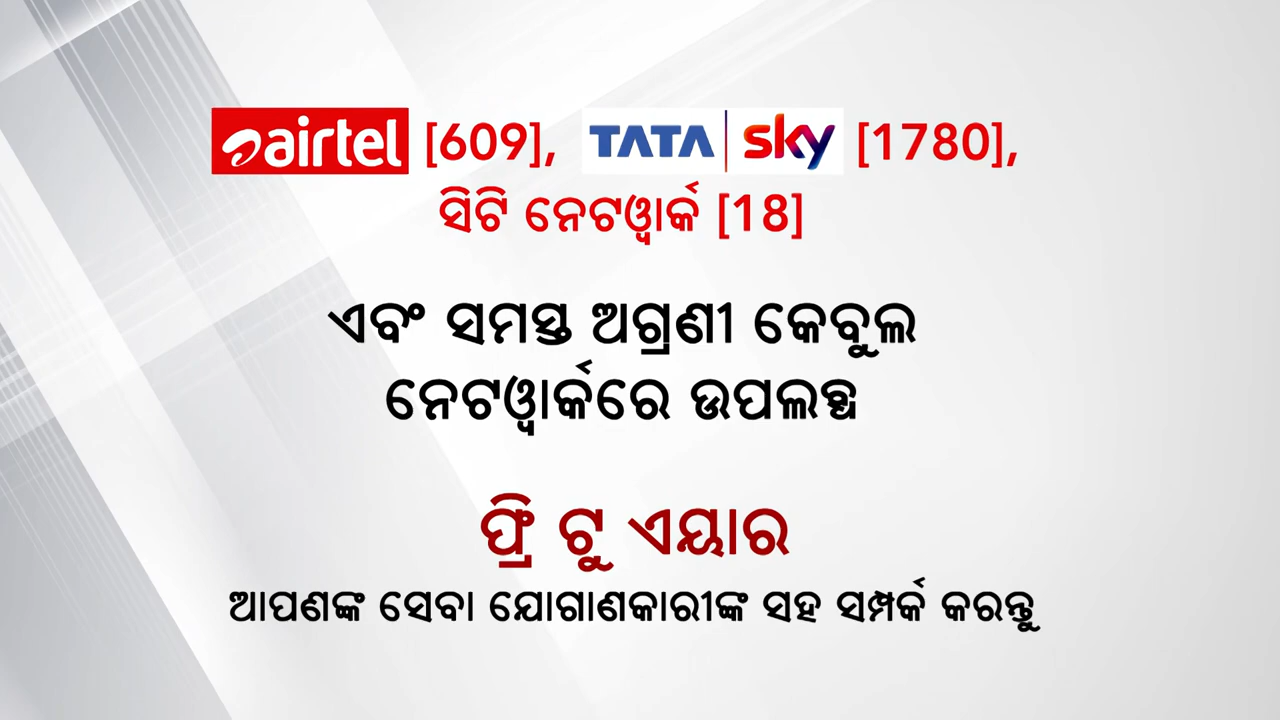 airtel [609], TATA sky [1780],
ସିଟି ନେଟୱାର୍କ [18]
ଏବଂ ସମସ୍ତ ଅଗ୍ରଣୀ କେବୁଲ
ନେଟୱାର୍କରେ ଉପଲବ୍ଧ
ଫ୍ରି ଟୁ ଏୟାର
ଆପଣଙ୍କ ସେବା ଯୋଗାଣକାରୀଙ୍କ ସହ ସମ୍ପର୍କ କରନ୍ତୁ